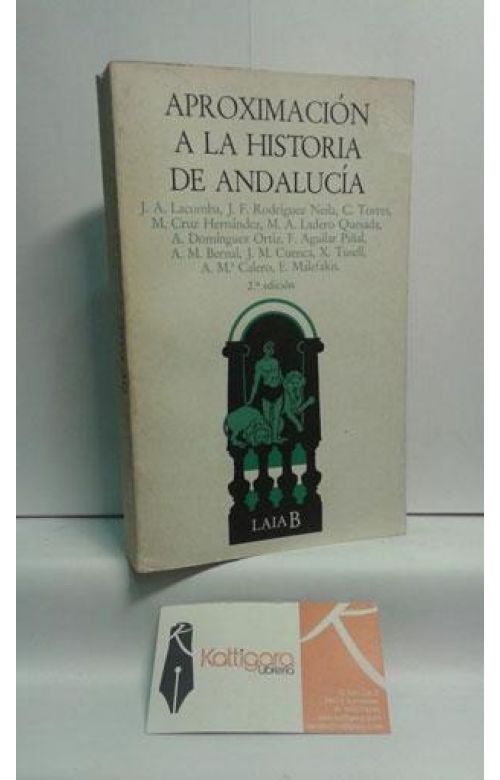 APROXIMACIÓN
A LA HISTORIA
DE ANDALUCÍA
J. A. Lacomba, J. F. Rodríguez Neila, C. Torres,
M. Cruz Hernández, M. A. Ladero Quesada,
A. Domínguez Ortiz, F. Aguilar Piñal,
A. M. Bernal, J. M. Cuenca, X. Tusell,
A. M.ª Calero, E. Malefakis.
2.ª edición
LAIA B
Kattigara
Librería